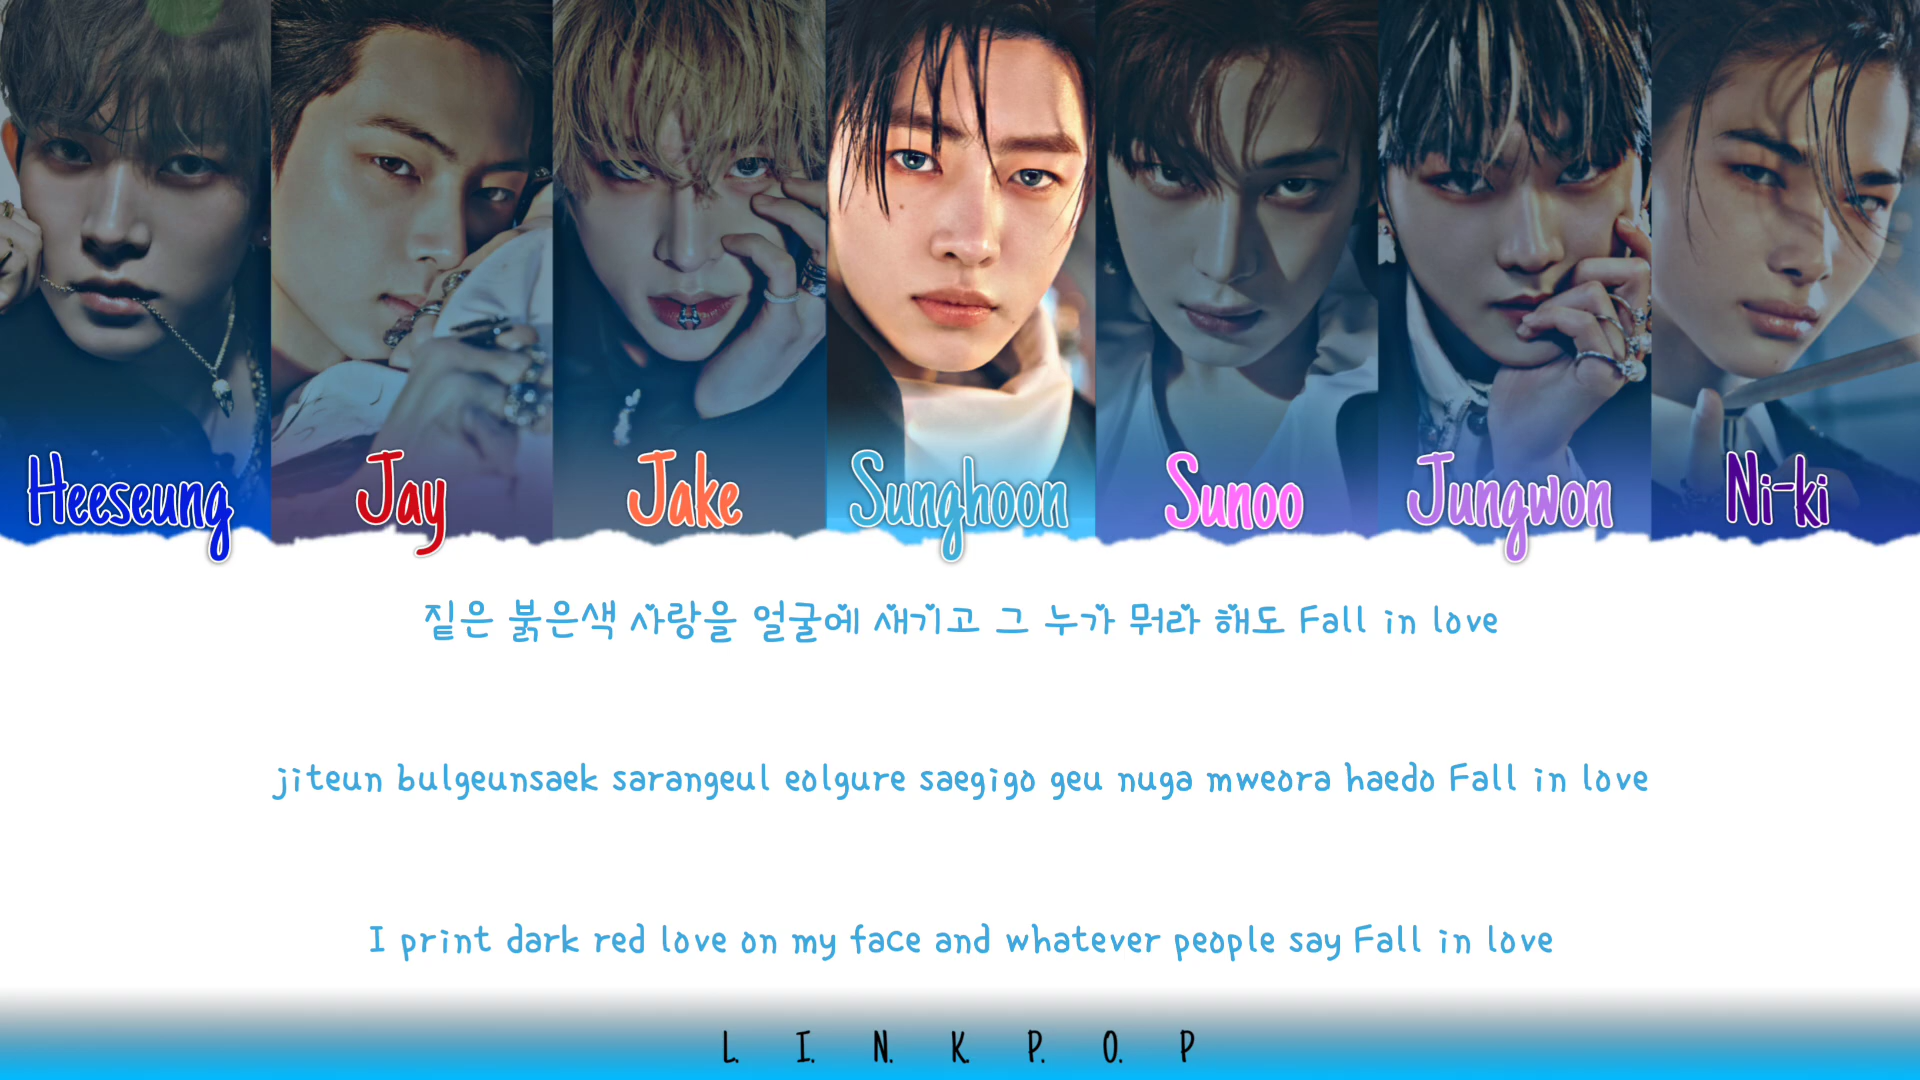 Heeseung Jay Jake Sunghoon Sunoo Jungwon Ni-ki
짙은 붉은색 사랑을 얼굴에 새기고 그 누가 뭐라 해도 Fall in love
jiteun bulgeunsaek sarangeul eolgure saegigo geu nuga mweora haedo Fall in love
I print dark red love on my face and whatever people say Fall in love
L. I. N. K. P. O. P